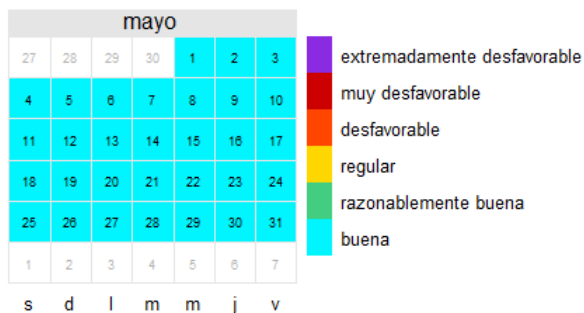 mayo
27 28 29 30 1 2 3
4 5 6 7 8 9 10
11 12 13 14 15 16 17
18 19 20 21 22 23 24
25 26 27 28 29 30 31
1 2 3 4 5 6 7
s d l m m j v
extremadamente desfavorable
muy desfavorable
desfavorable
regular
razonablemente buena
buena